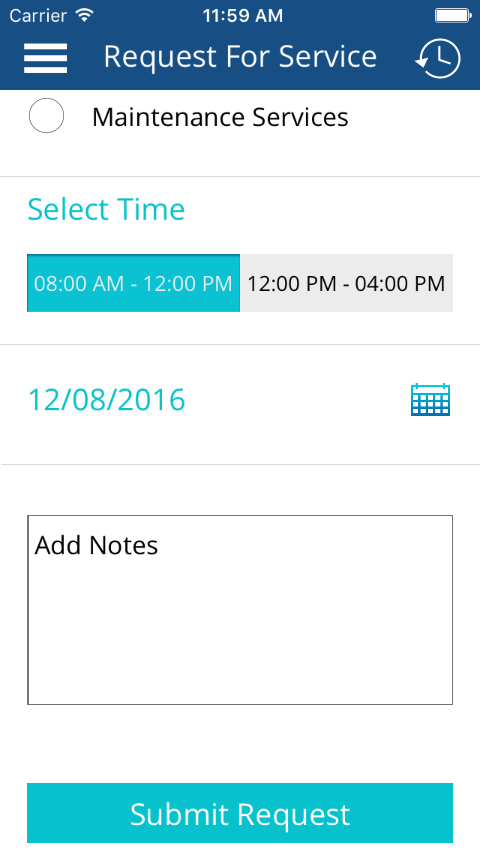 Carrier 11:59 AM
Request For Service
Maintenance Services
Select Time
08:00 AM - 12:00 PM 12:00 PM - 04:00 PM
12/08/2016
Add Notes
Submit Request